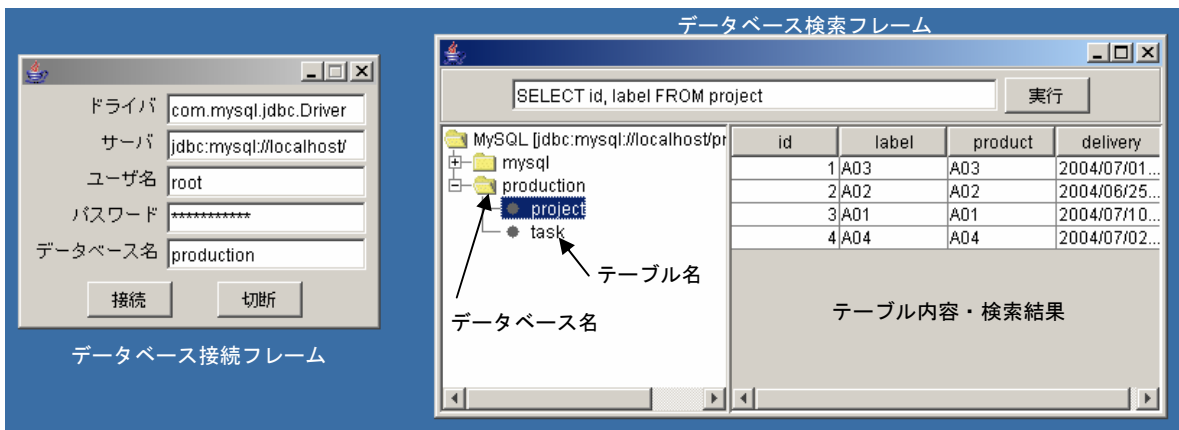 データベース検索フレーム
ドライバ com.mysql.jdbc.Driver
サーバ jdbc:mysql://localhost/
ユーザ名 root
パスワード ***********
データベース名 production
接続 切断
データベース接続フレーム
SELECT id, label FROM project 実行
MySQL [jdbc:mysql://localhost/pr
mysql
production
project
task
テーブル名
データベース名
id label product delivery
1 A03 A03 2004/07/01...
2 A02 A02 2004/06/25...
3 A01 A01 2004/07/10...
4 A04 A04 2004/07/02...
テーブル内容・検索結果